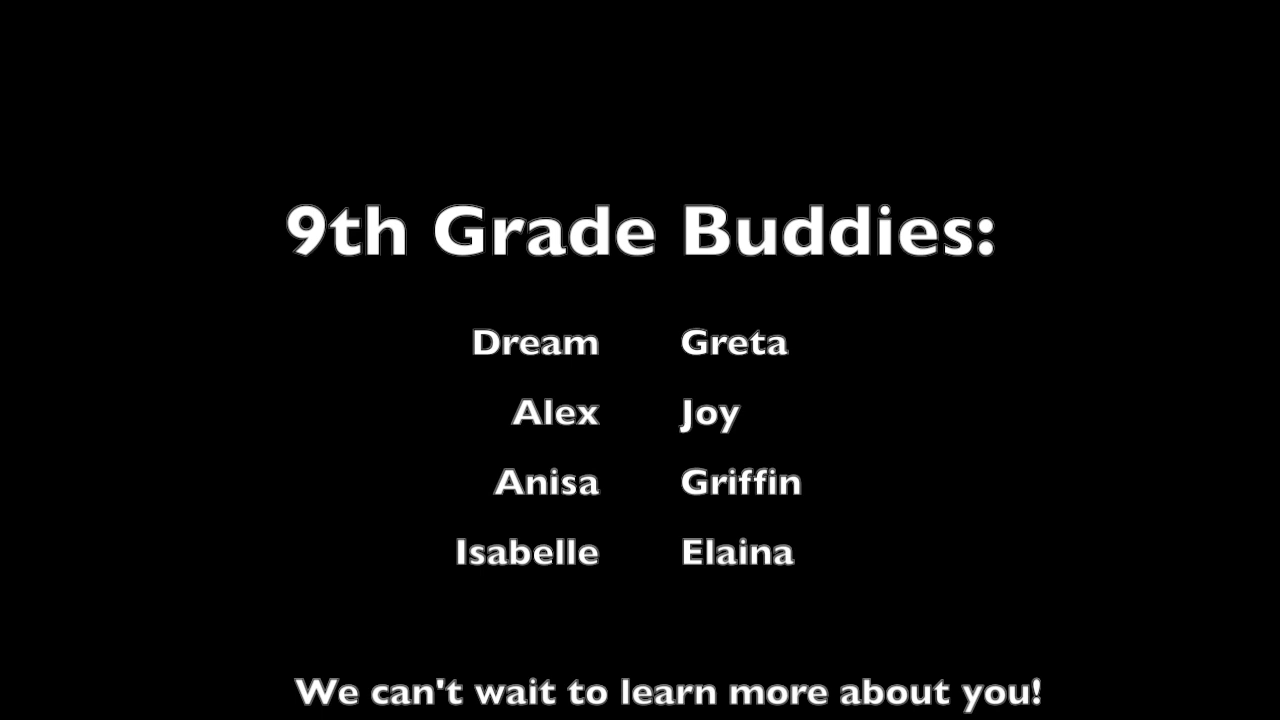 9th Grade Buddies:
Dream Greta
Alex Joy
Anisa Griffin
Isabelle Elaina
We can't wait to learn more about you!